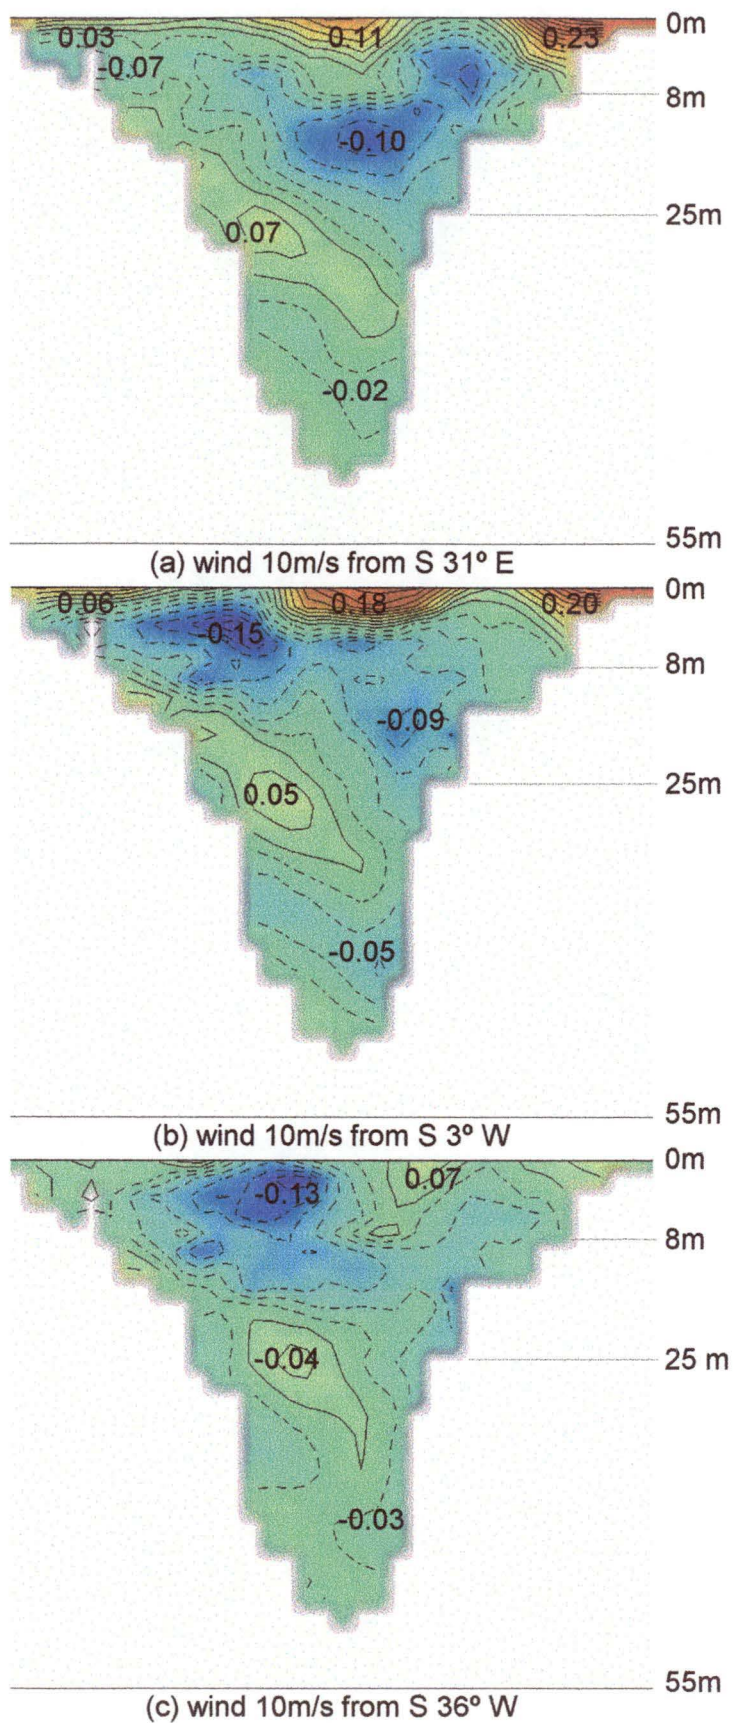 0m
0.03 0.11 0.23
-0.07
8m
-0.10
25m
0.07
-0.02
55m
(a) wind 10m/s from S 31º E
0m
0.06 0.18 0.20
-0.15
8m
-0.09
25m
0.05
-0.05
55m
(b) wind 10m/s from S 3º W
0m
0.07
-0.13
8m
25 m
-0.04
-0.03
55m
(c) wind 10m/s from S 36º W